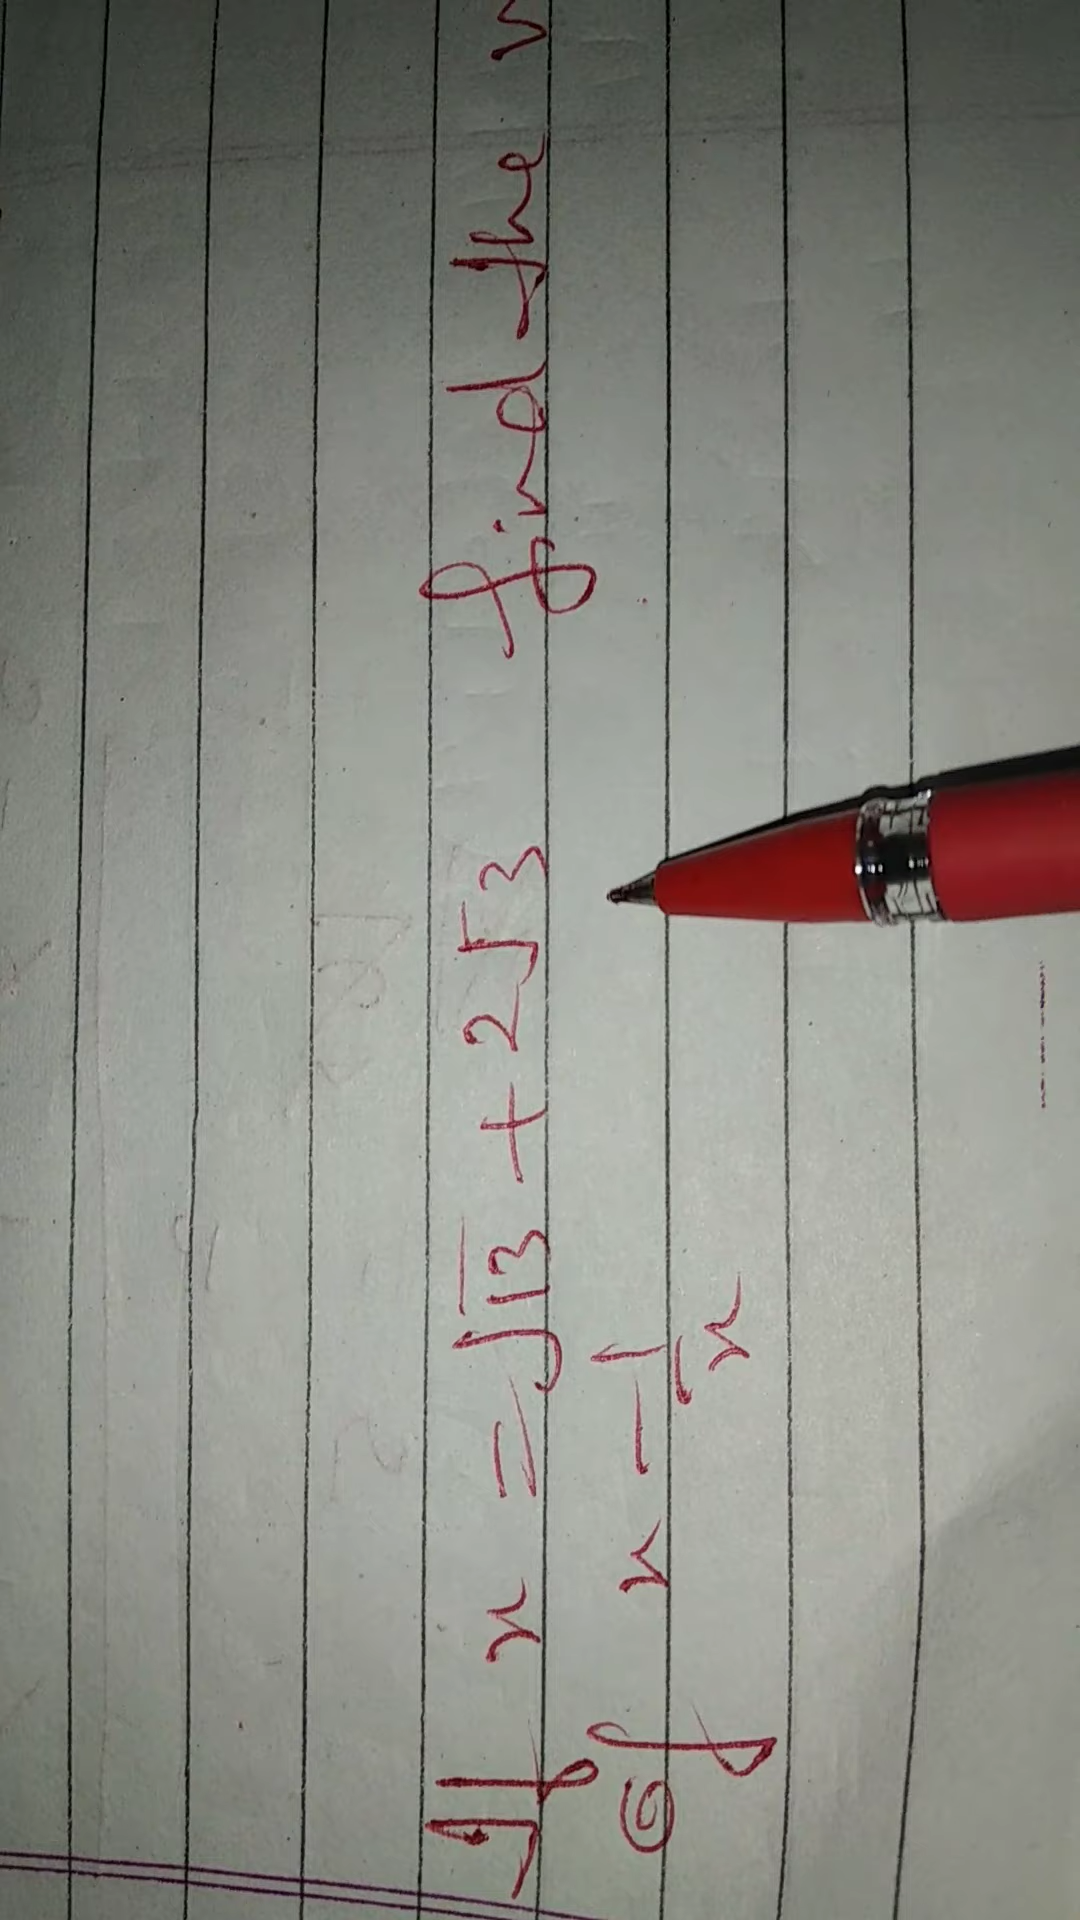 If x = √13 + 2√3 find the
of x - 1/x